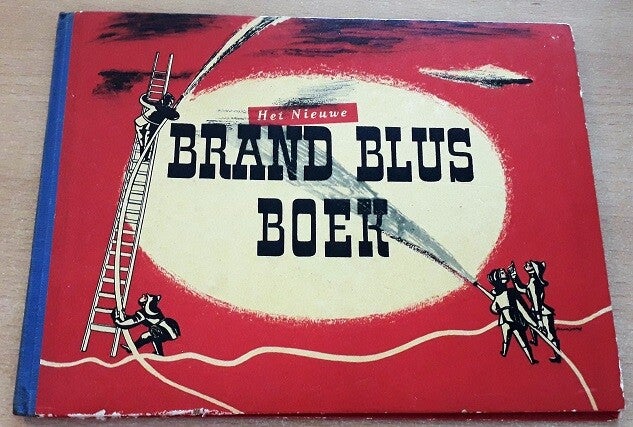 Het Nieuwe
BRAND BLUS
BOEK